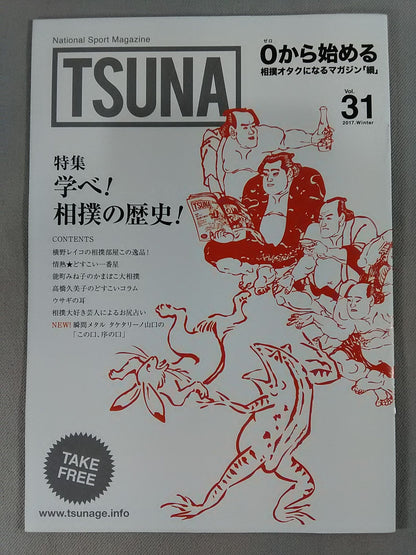 National Sport Magazine
TSUNA
ゼロ
0から始める
相撲オタクになるマガジン「綱」
Vol.
31
2017. Winter
特集
学べ!
相撲の歴史!
CONTENTS
横野レイコの相撲部屋この逸品!
情熱★どすこい一番星
能町みね子のかまぼこ大相撲
高橋久美子のどすこいコラム
ウサギの耳
相撲大好き芸人によるお尻占い
NEW! 瞬間メタル タケタリーノ山口の
「この口、序の口」
TSUNA
TAKE
FREE
www.tsunage.info